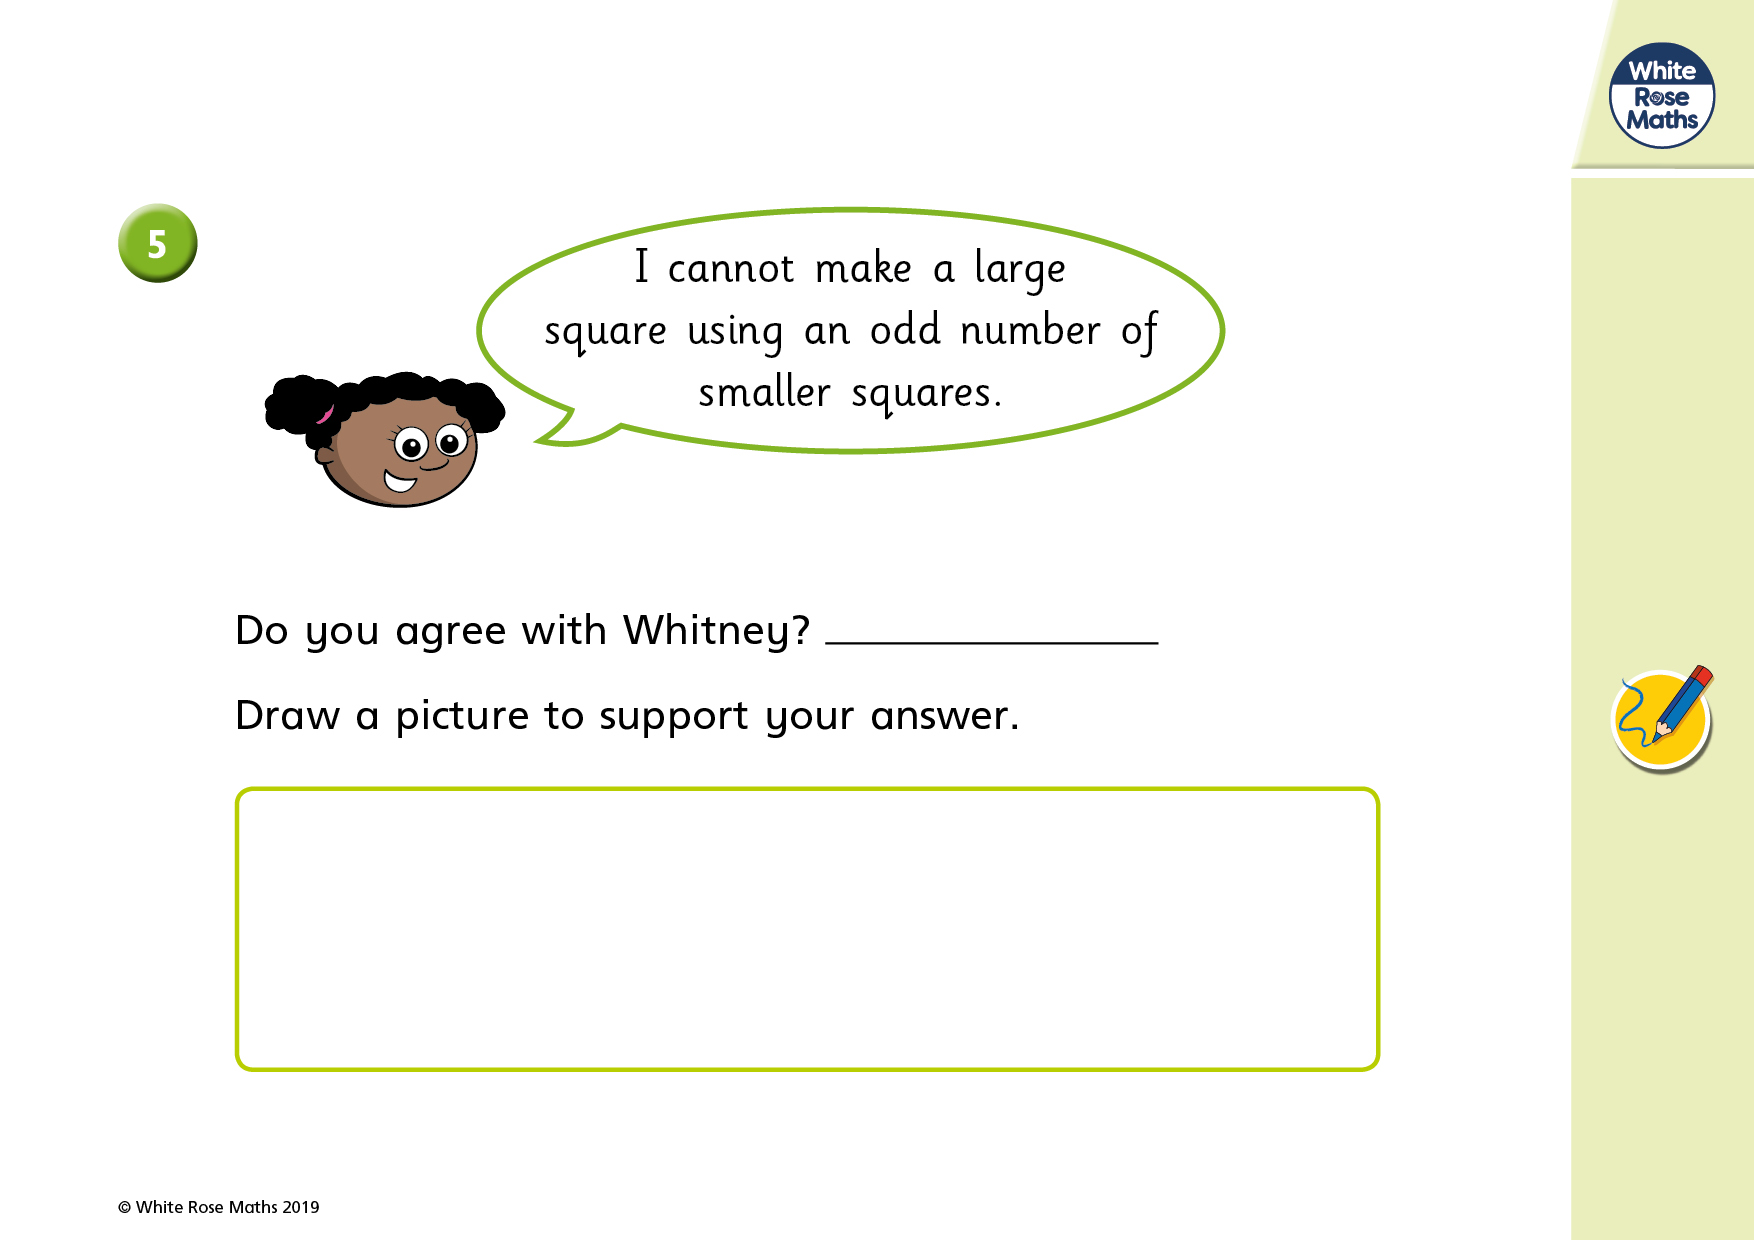 White
Rose
Maths
5
I cannot make a large
square using an odd number of
smaller squares.
Do you agree with Whitney?
Draw a picture to support your answer.
© White Rose Maths 2019